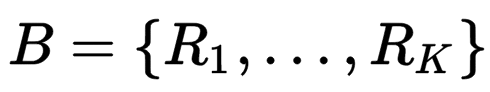 B = {R₁, . . . , R_K}